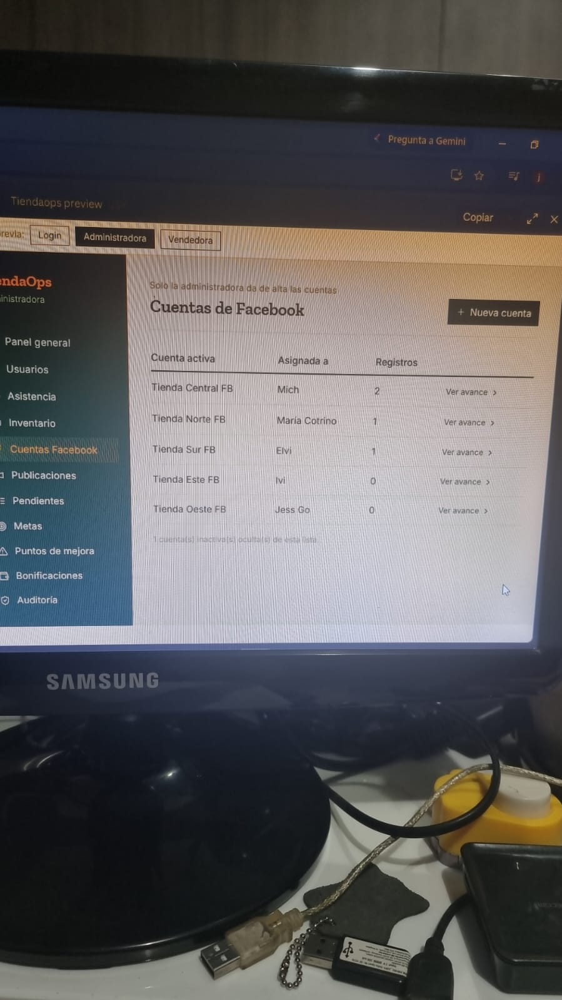 Pregunta a Gemini
j
Tiendaops preview
Copiar
revia:
Login
Administradora
Vendedora
endaOps
inistradora
Panel general
Usuarios
Asistencia
Inventario
Cuentas Facebook
Publicaciones
Pendientes
Metas
Puntos de mejora
Bonificaciones
Auditoría
Solo la administradora da de alta las cuentas
Cuentas de Facebook
+ Nueva cuenta
Cuenta activa Asignada a Registros
Tienda Central FB Mich 2 Ver avance >
Tienda Norte FB María Cotrino 1 Ver avance >
Tienda Sur FB Elvi 1 Ver avance >
Tienda Este FB Ivi 0 Ver avance >
Tienda Oeste FB Jess Go 0 Ver avance >
1 cuenta(s) inactiva(s) oculta(s) de esta lista.
SAMSUNG